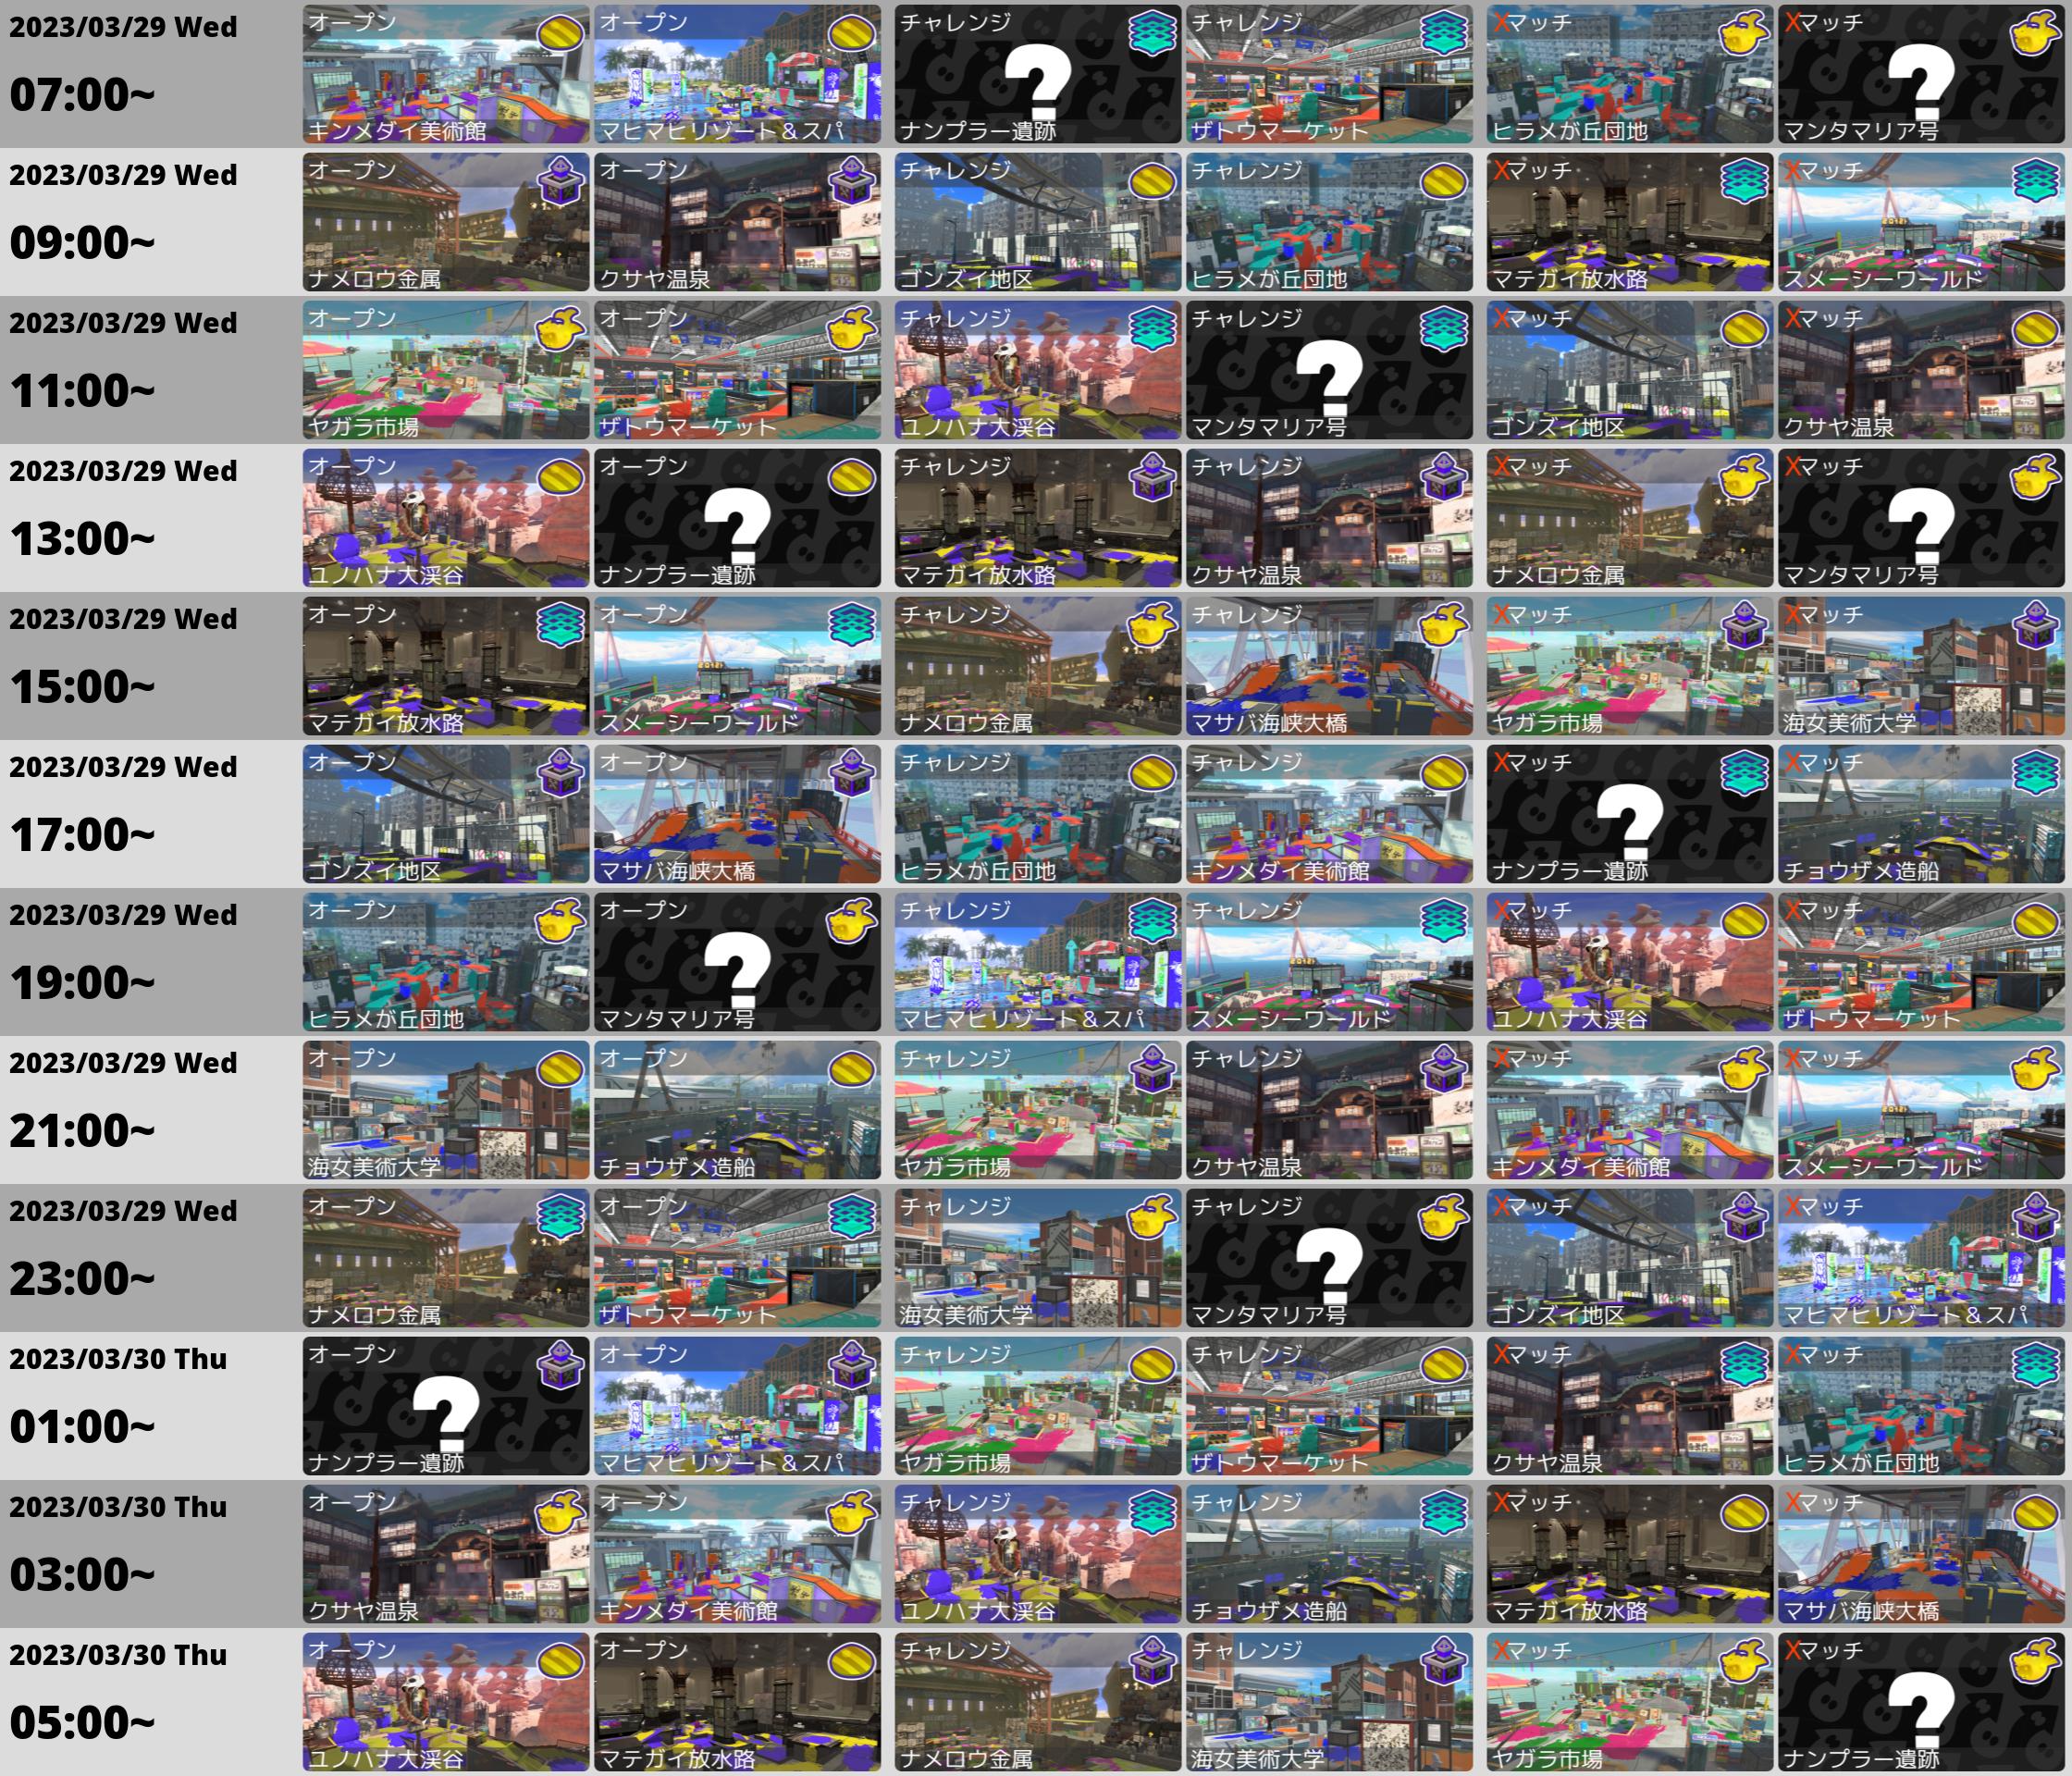 2023/03/29 Wed
07:00~
オープン
キンメダイ美術館
オープン
マヒマヒリゾート&スパ
チャレンジ
ナンプラー遺跡
チャレンジ
ザトウマーケット
Xマッチ
ヒラメが丘団地
Xマッチ
マンタマリア号
2023/03/29 Wed
09:00~
オープン
ナメロウ金属
オープン
クサヤ温泉
チャレンジ
ゴンズイ地区
チャレンジ
ヒラメが丘団地
Xマッチ
マテガイ放水路
Xマッチ
スメーシーワールド
2023/03/29 Wed
11:00~
オープン
ヤガラ市場
オープン
ザトウマーケット
チャレンジ
ユノハナ大渓谷
チャレンジ
マンタマリア号
Xマッチ
ゴンズイ地区
Xマッチ
クサヤ温泉
2023/03/29 Wed
13:00~
オープン
ユノハナ大渓谷
オープン
ナンプラー遺跡
チャレンジ
マテガイ放水路
チャレンジ
クサヤ温泉
Xマッチ
ナメロウ金属
Xマッチ
マンタマリア号
2023/03/29 Wed
15:00~
オープン
マテガイ放水路
オープン
スメーシーワールド
チャレンジ
ナメロウ金属
チャレンジ
マサバ海峡大橋
Xマッチ
ヤガラ市場
Xマッチ
海女美術大学
2023/03/29 Wed
17:00~
オープン
ゴンズイ地区
オープン
マサバ海峡大橋
チャレンジ
ヒラメが丘団地
チャレンジ
キンメダイ美術館
Xマッチ
ナンプラー遺跡
Xマッチ
チョウザメ造船
2023/03/29 Wed
19:00~
オープン
ヒラメが丘団地
オープン
マンタマリア号
チャレンジ
マヒマヒリゾート&スパ
チャレンジ
スメーシーワールド
Xマッチ
ユノハナ大渓谷
Xマッチ
ザトウマーケット
2023/03/29 Wed
21:00~
オープン
海女美術大学
オープン
チョウザメ造船
チャレンジ
ヤガラ市場
チャレンジ
クサヤ温泉
Xマッチ
キンメダイ美術館
Xマッチ
スメーシーワールド
2023/03/29 Wed
23:00~
オープン
ナメロウ金属
オープン
ザトウマーケット
チャレンジ
海女美術大学
チャレンジ
マンタマリア号
Xマッチ
ゴンズイ地区
Xマッチ
マヒマヒリゾート&スパ
2023/03/30 Thu
01:00~
オープン
ナンプラー遺跡
オープン
マヒマヒリゾート&スパ
チャレンジ
ヤガラ市場
チャレンジ
ザトウマーケット
Xマッチ
クサヤ温泉
Xマッチ
ヒラメが丘団地
2023/03/30 Thu
03:00~
オープン
クサヤ温泉
オープン
キンメダイ美術館
チャレンジ
ユノハナ大渓谷
チャレンジ
チョウザメ造船
Xマッチ
マテガイ放水路
Xマッチ
マサバ海峡大橋
2023/03/30 Thu
05:00~
オープン
ユノハナ大渓谷
オープン
マテガイ放水路
チャレンジ
ナメロウ金属
チャレンジ
海女美術大学
Xマッチ
ヤガラ市場
Xマッチ
ナンプラー遺跡